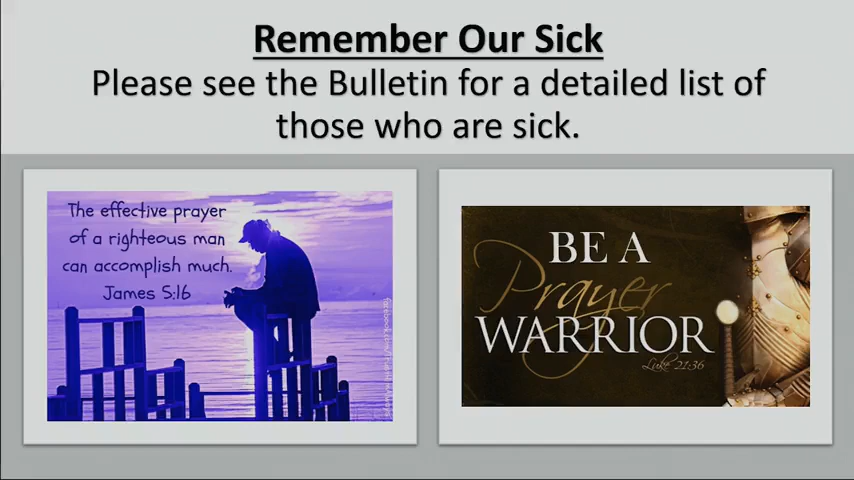 Remember Our Sick
Please see the Bulletin for a detailed list of
those who are sick.
The effective prayer
of a righteous man
can accomplish much.
James 5:16
BE A
Prayer
WARRIOR
Luke 21:36